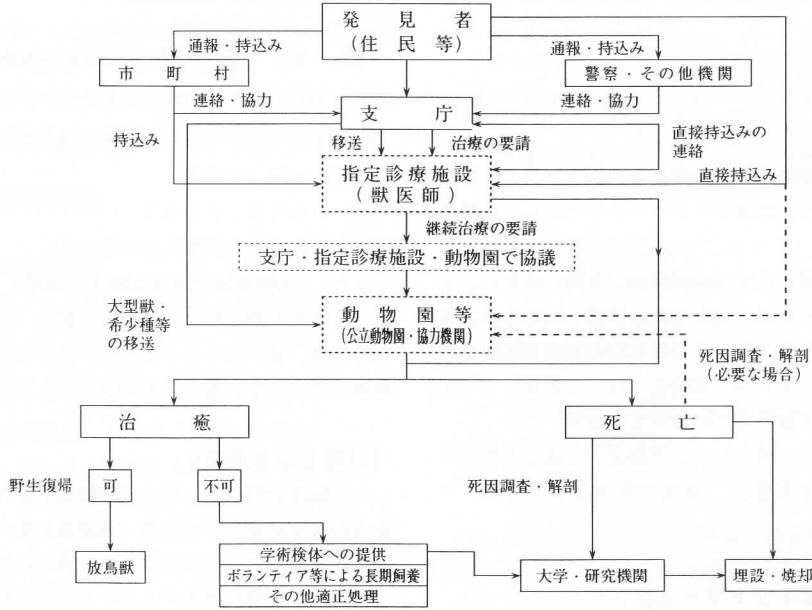 発見者
(住民等)
通報・持込み
通報・持込み
市町村
警察・その他機関
連絡・協力
連絡・協力
支庁
持込み
移送
治療の要請
直接持込みの
連絡
指定診療施設
(獣医師)
直接持込み
継続治療の要請
支庁・指定診療施設・動物園で協議
大型獣・
希少種等
の移送
動物園等
(公立動物園・協力機関)
死因調査・解剖
(必要な場合)
治癒
死亡
野生復帰
可
不可
死因調査・解剖
放鳥獣
学術検体への提供
ボランティア等による長期飼養
その他適正処理
大学・研究機関
埋設・焼却